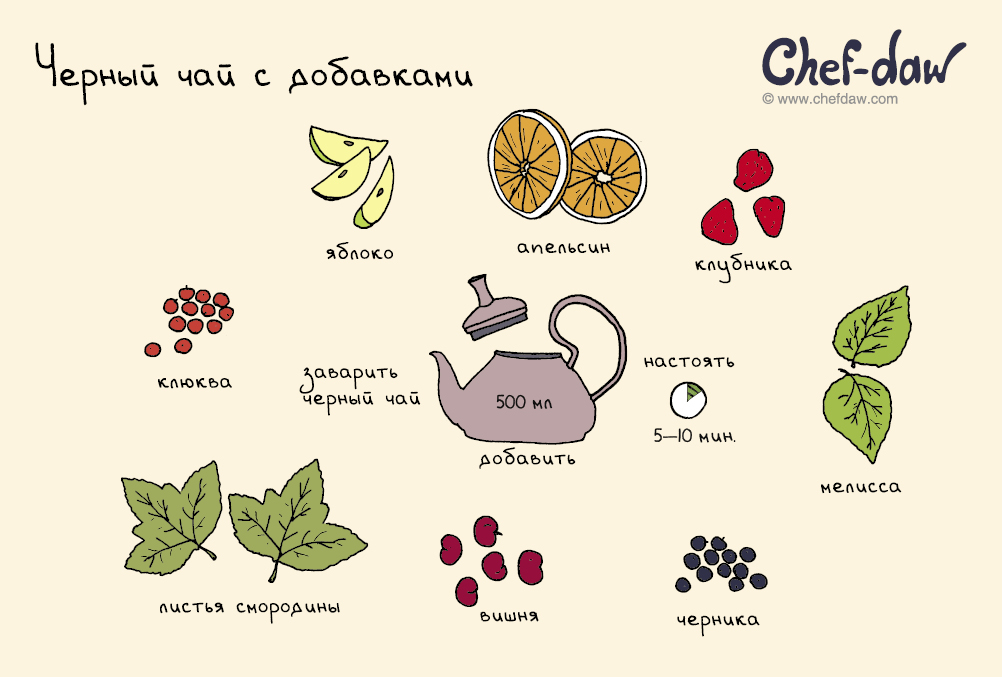 Черный чай с добавками
Chef-daw
© www.chefdaw.com
яблоко
апельсин
клубника
клюква
заварить
черный чай
500 мл
настоять
5—10 мин.
добавить
мелисса
листья смородины
вишня
черника